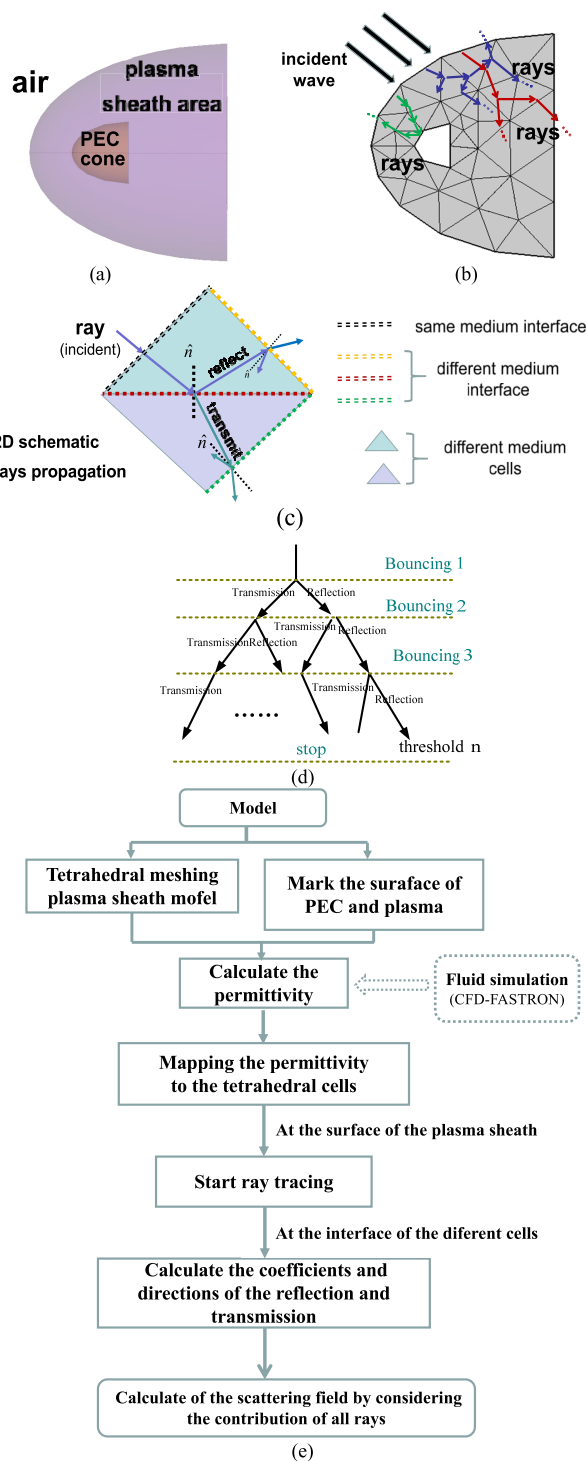 air
plasma
sheath area
PEC
cone
(a)
incident
wave
rays
rays
rays
(b)
ray
(incident)
n̂
reflect
n̂
transmit
n̂
2D schematic
ays propagation
same medium interface
different medium
interface
different medium
cells
(c)
Bouncing 1
Transmission
Reflection
Bouncing 2
Transmission
Reflection
Transmission
Reflection
Bouncing 3
Transmission
Transmission
Reflection
......
stop
threshold n
(d)
Model
Tetrahedral meshing
plasma sheath mofel
Mark the suraface of
PEC and plasma
Calculate the
permittivity
Fluid simulation
(CFD-FASTRON)
Mapping the permittivity
to the tetrahedral cells
At the surface of the plasma sheath
Start ray tracing
At the interface of the diferent cells
Calculate the coefficients and
directions of the reflection and
transmission
Calculate of the scattering field by considering
the contribution of all rays
(e)